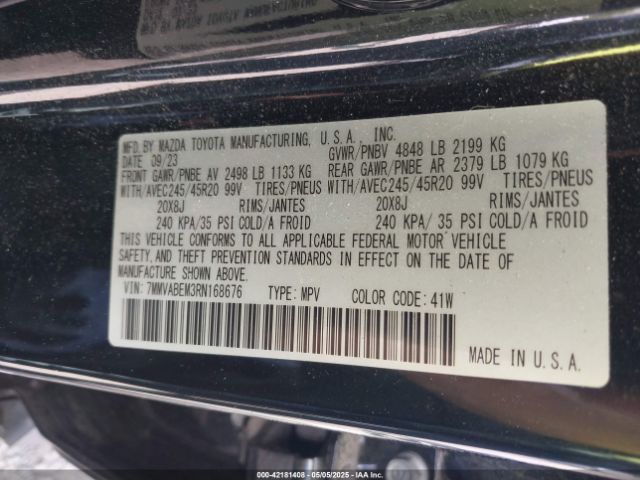 MFD. BY MAZDA TOYOTA MANUFACTURING, U.S.A., INC.
DATE 09/23 GVWR/PNBV 4848 LB 2199 KG
FRONT GAWR/PNBE AV 2498 LB 1133 KG REAR GAWR/PNBE AR 2379 LB 1079 KG
WITH/AVEC245/45R20 99V TIRES/PNEUS WITH/AVEC245/45R20 99V TIRES/PNEUS
20X8J RIMS/JANTES 20X8J RIMS/JANTES
240 KPA/35 PSI COLD/A FROID 240 KPA/ 35 PSI COLD/A FROID
THIS VEHICLE CONFORMS TO ALL APPLICABLE FEDERAL MOTOR VEHICLE
SAFETY, AND THEFT PREVENTION STANDARDS IN EFFECT ON THE DATE OF
MANUFACTURE SHOWN ABOVE.
VIN: 7MMVABEM3RN168676 TYPE: MPV COLOR CODE: 41W
MADE IN U.S.A.
000-42181408 - 05/05/2025 - IAAI.com